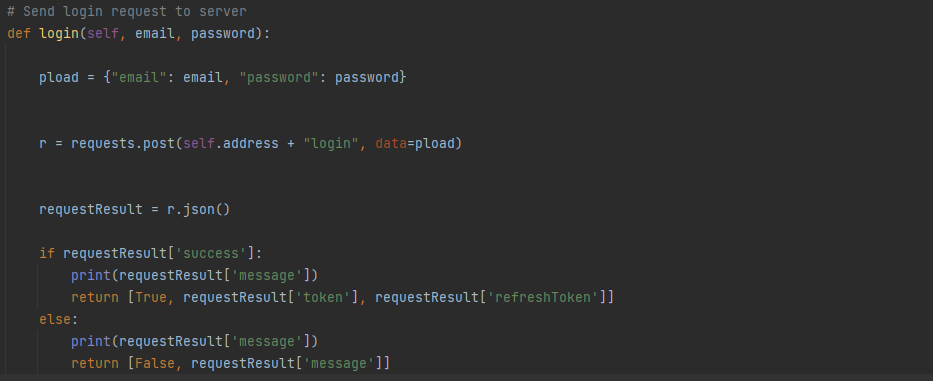 # Send login request to server
def login(self, email, password):
pload = {"email": email, "password": password}
r = requests.post(self.address + "login", data=pload)
requestResult = r.json()
if requestResult['success']:
print(requestResult['message'])
return [True, requestResult['token'], requestResult['refreshToken']]
else:
print(requestResult['message'])
return [False, requestResult['message']]